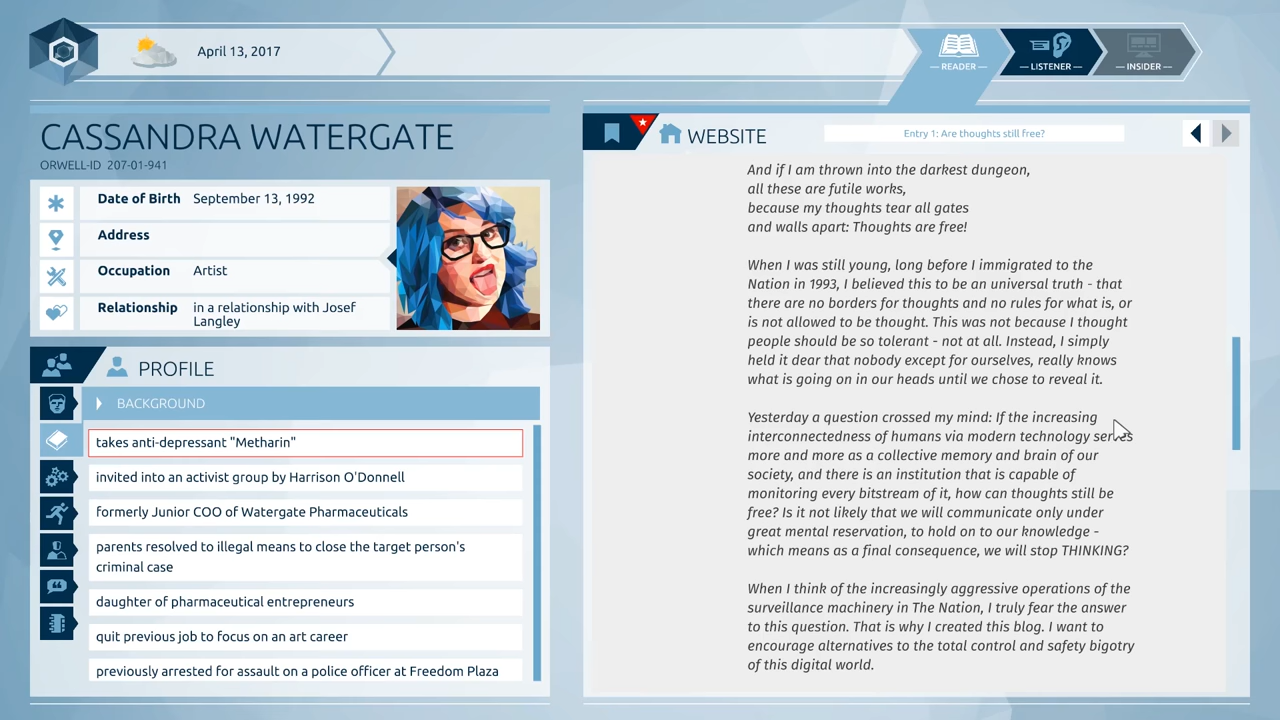 April 13, 2017
— READER —
— LISTENER —
— INSIDER —
CASSANDRA WATERGATE
ORWELL-ID 207-01-941
Date of Birth September 13, 1992
Address
Occupation Artist
Relationship in a relationship with Josef
Langley
PROFILE
BACKGROUND
takes anti-depressant "Metharin"
invited into an activist group by Harrison O'Donnell
formerly Junior COO of Watergate Pharmaceuticals
parents resolved to illegal means to close the target person's
criminal case
daughter of pharmaceutical entrepreneurs
quit previous job to focus on an art career
previously arrested for assault on a police officer at Freedom Plaza
WEBSITE
Entry 1: Are thoughts still free?
And if I am thrown into the darkest dungeon,
all these are futile works,
because my thoughts tear all gates
and walls apart: Thoughts are free!
When I was still young, long before I immigrated to the
Nation in 1993, I believed this to be an universal truth - that
there are no borders for thoughts and no rules for what is, or
is not allowed to be thought. This was not because I thought
people should be so tolerant - not at all. Instead, I simply
held it dear that nobody except for ourselves, really knows
what is going on in our heads until we chose to reveal it.
Yesterday a question crossed my mind: If the increasing
interconnectedness of humans via modern technology serves
more and more as a collective memory and brain of our
society, and there is an institution that is capable of
monitoring every bitstream of it, how can thoughts still be
free? Is it not likely that we will communicate only under
great mental reservation, to hold on to our knowledge -
which means as a final consequence, we will stop THINKING?
When I think of the increasingly aggressive operations of the
surveillance machinery in The Nation, I truly fear the answer
to this question. That is why I created this blog. I want to
encourage alternatives to the total control and safety bigotry
of this digital world.